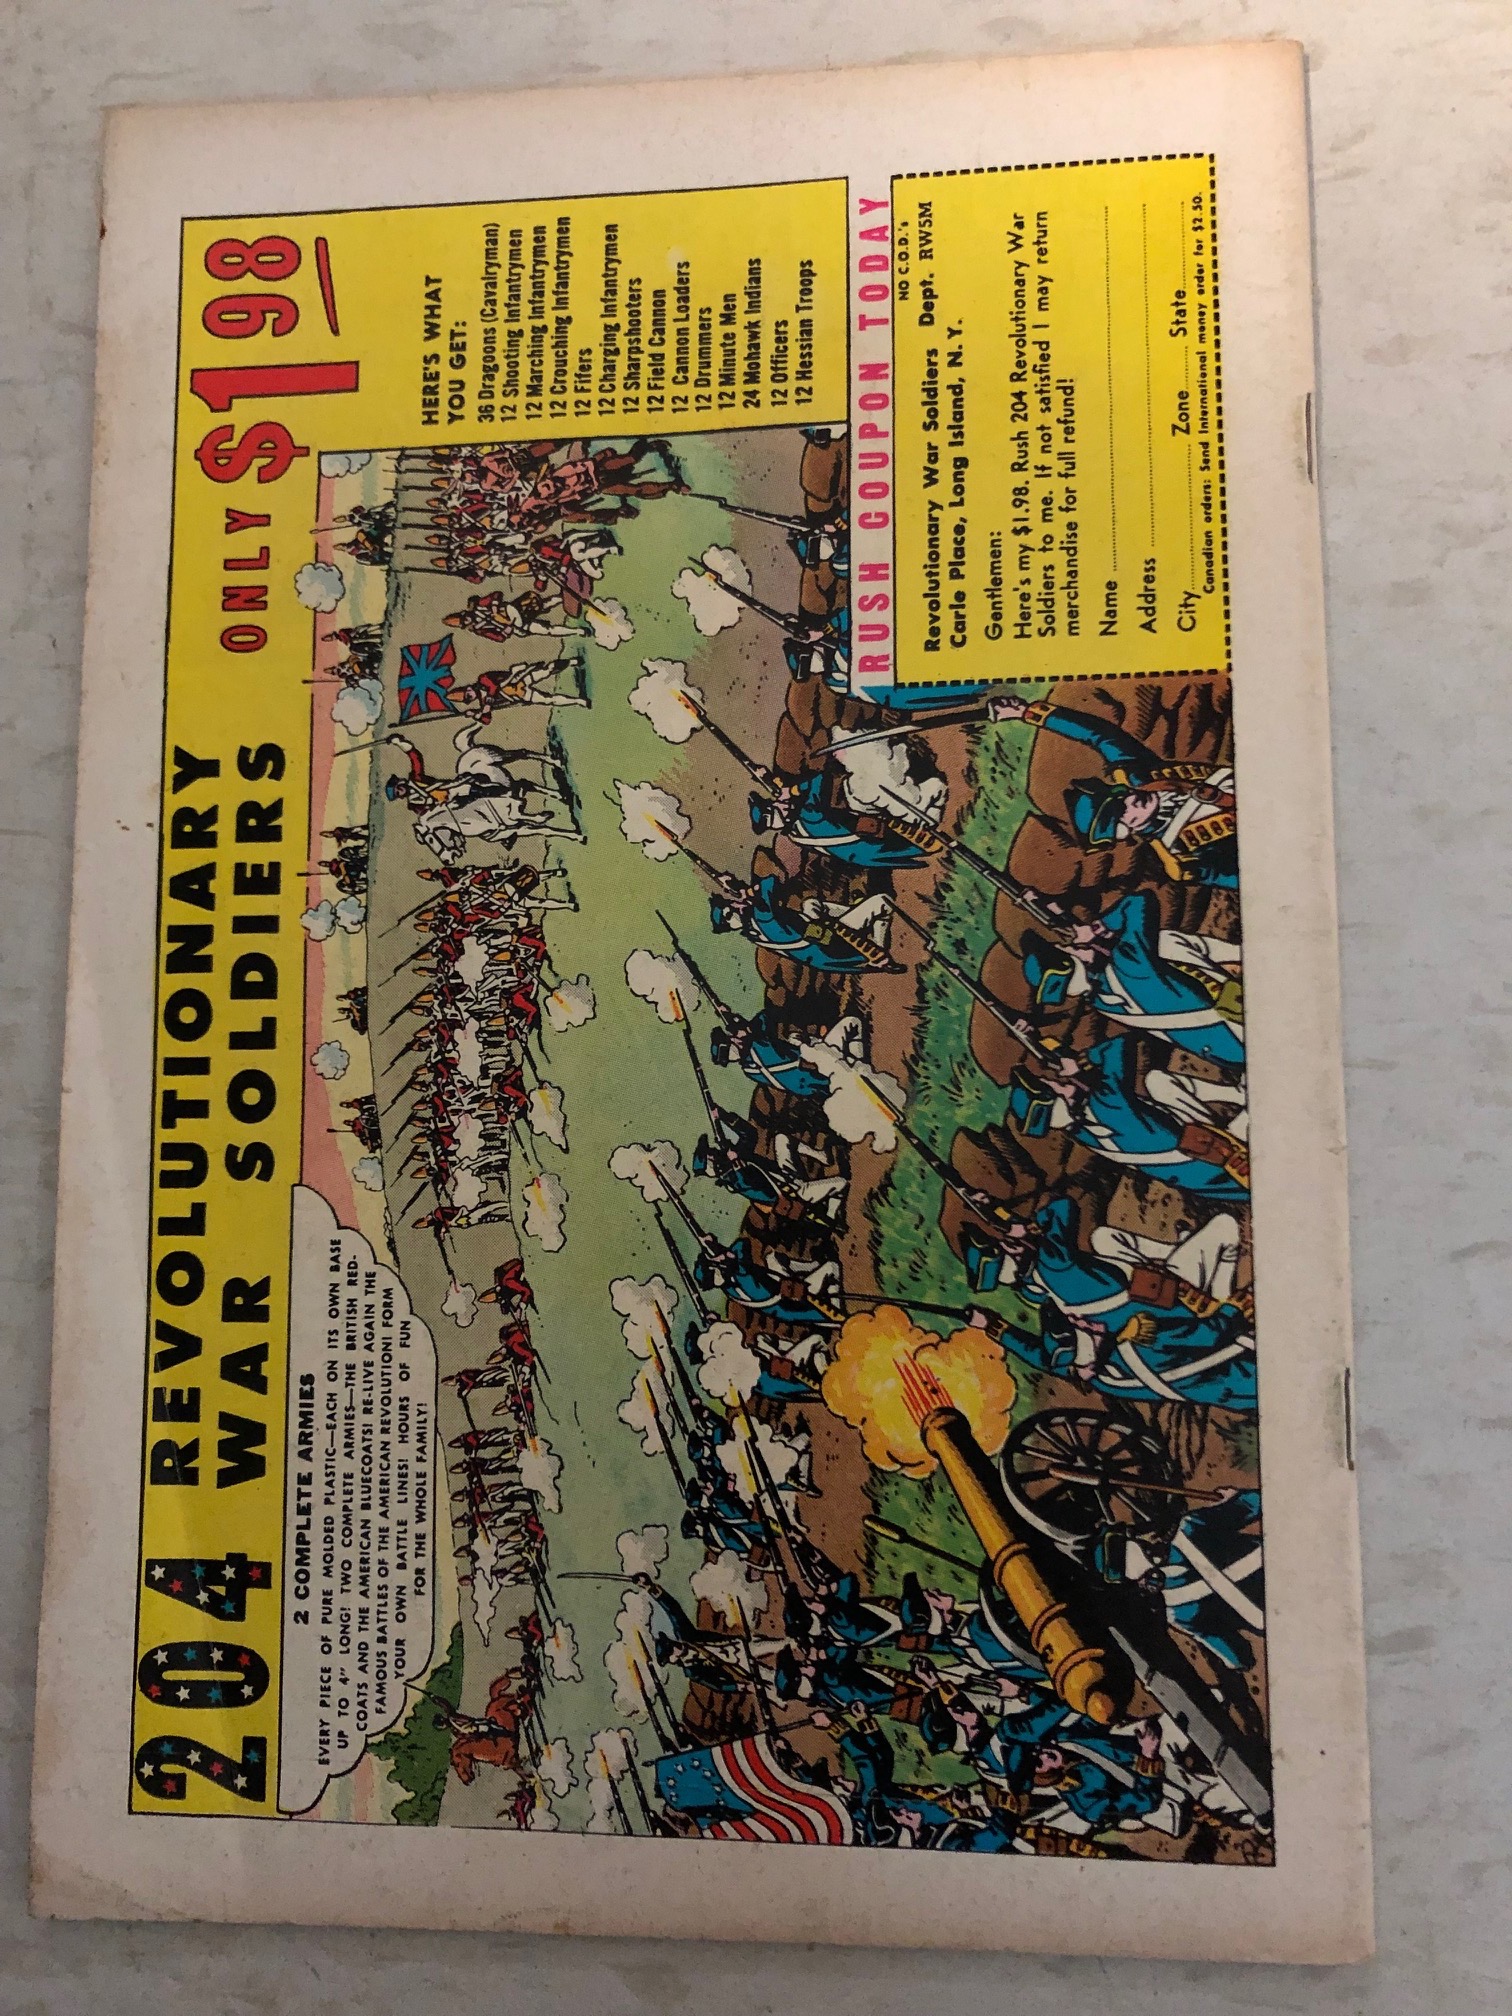 204 REVOLUTIONARY
WAR SOLDIERS
ONLY $1 98
2 COMPLETE ARMIES
EVERY PIECE OF PURE MOLDED PLASTIC—EACH ON ITS OWN BASE
UP TO 4" LONG! TWO COMPLETE ARMIES—THE BRITISH RED-
COATS AND THE AMERICAN BLUECOATS! RE-LIVE AGAIN THE
FAMOUS BATTLES OF THE AMERICAN REVOLUTION! FORM
YOUR OWN BATTLE LINES! HOURS OF FUN
FOR THE WHOLE FAMILY!
HERE'S WHAT
YOU GET:
36 Dragoons (Cavalryman)
12 Shooting Infantrymen
12 Marching Infantrymen
12 Crouching Infantrymen
12 Fifers
12 Charging Infantrymen
12 Sharpshooters
12 Field Cannon
12 Cannon Loaders
12 Drummers
12 Minute Men
24 Mohawk Indians
12 Officers
12 Hessian Troops
RUSH COUPON TODAY
NO C.O.D.'s
Revolutionary War Soldiers Dept. RW5M
Carle Place, Long Island, N. Y.
Gentlemen:
Here's my $1.98. Rush 204 Revolutionary War
Soldiers to me. If not satisfied I may return
merchandise for full refund!
Name
Address
City Zone State
Canadian orders: Send International money order for $2.50.